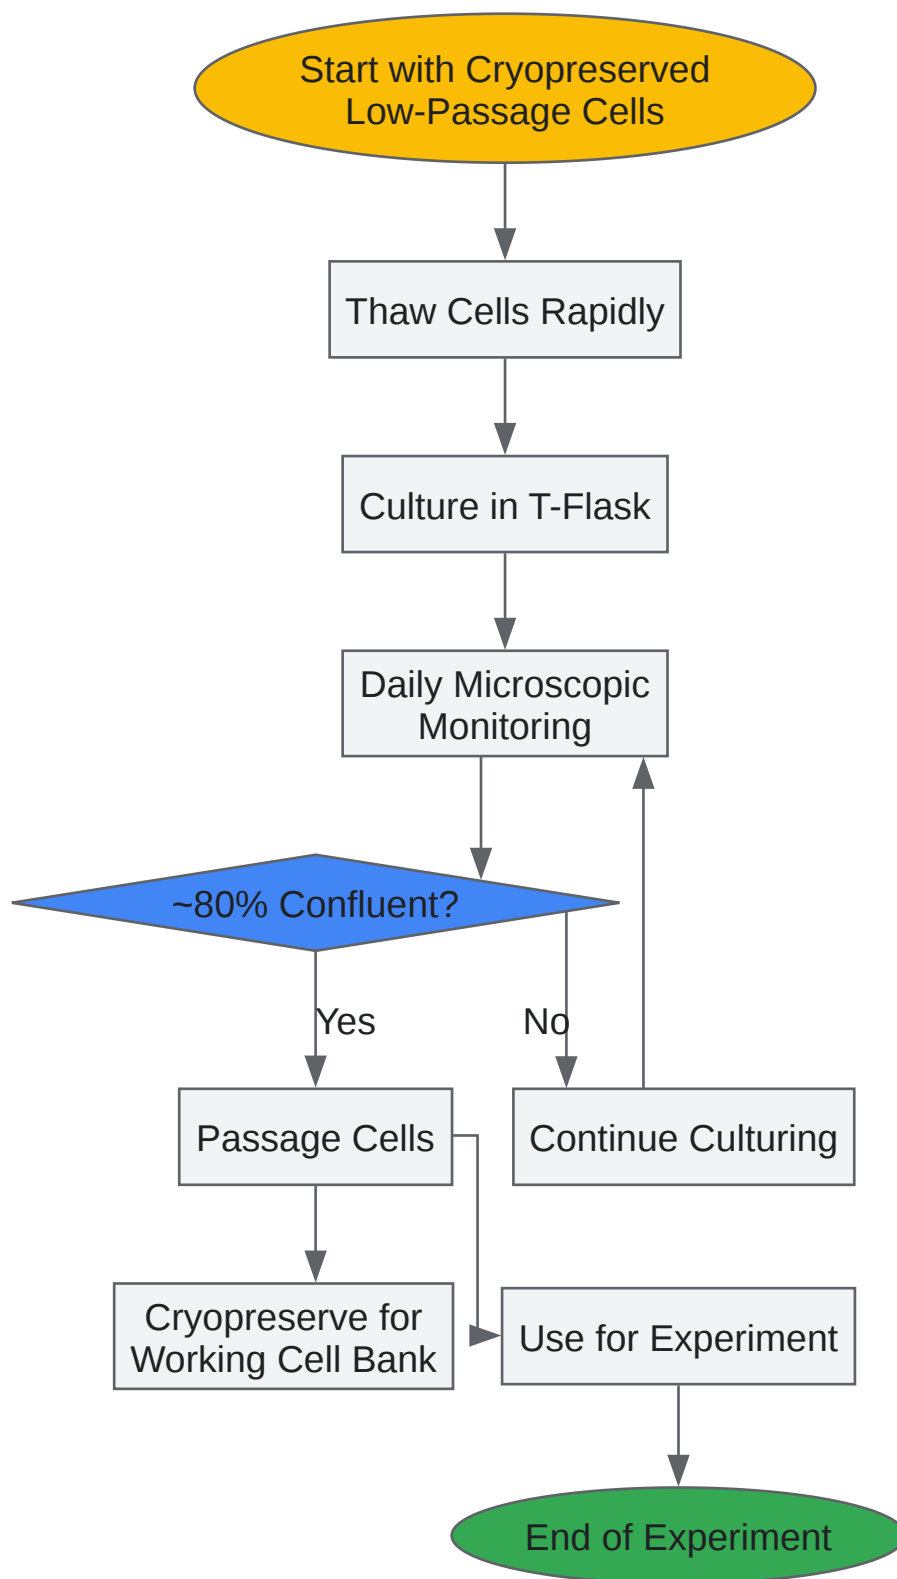 Start with Cryopreserved
Low-Passage Cells
Thaw Cells Rapidly
Culture in T-Flask
Daily Microscopic
Monitoring
~80% Confluent?
Yes
No
Passage Cells
Continue Culturing
Cryopreserve for
Working Cell Bank
Use for Experiment
End of Experiment